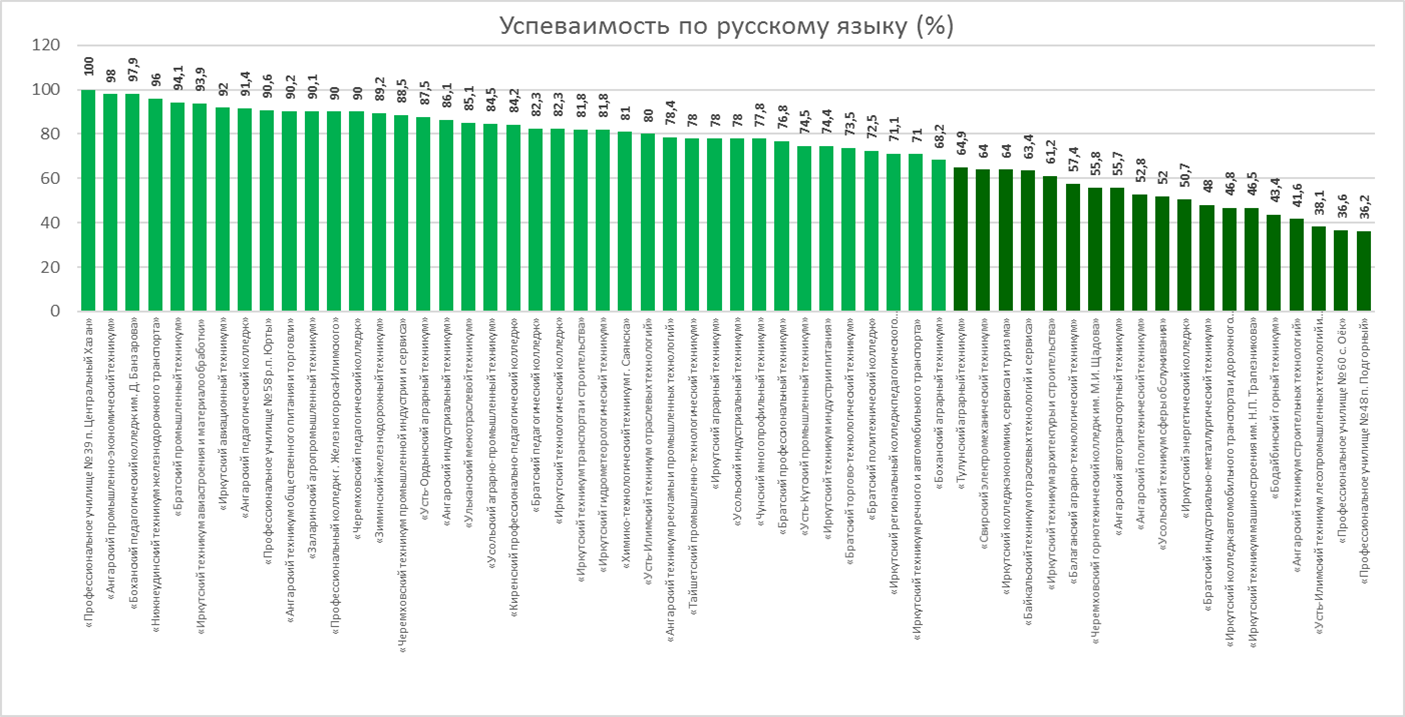 Успеваимость по русскому языку (%)
120
100
80
60
40
20
0
100
98
97,9
96
94,1
93,9
92
91,4
90,6
90,2
90,1
90
90
89,2
88,5
87,5
86,1
85,1
84,5
84,2
82,3
82,3
81,8
81,8
81
80
78,4
78
78
78
77,8
76,8
74,5
74,4
73,5
72,5
71,1
71
68,2
64,9
64
64
63,4
61,2
57,4
55,8
55,7
52,8
52
50,7
48
46,8
46,5
43,4
41,6
38,1
36,6
36,2
«Профессиональное училище № 39 п. Центральный Хазан»
«Ангарский промышленно-экономический техникум»
«Боханский педагогический колледж им. Д. Банзарова»
«Нижнеудинский техникум железнодорожного транспорта»
«Братский промышленный техникум»
«Иркутский техникум авиастроения и материалообработки»
«Иркутский авиационный техникум»
«Ангарский педагогический колледж»
«Профессиональное училище № 58 р.п. Юрты»
«Ангарский техникум общественного питания и торговли»
«Заларинский агропромышленный техникум»
«Профессиональный колледж г. Железногорска-Илимского»
«Черемховский педагогический колледж»
«Зиминский железнодорожный техникум»
«Черемховский техникум промышленной индустрии и сервиса»
«Усть-Ордынский аграрный техникум»
«Ангарский индустриальный техникум»
«Ульканский межотраслевой техникум»
«Усольский аграрно-промышленный техникум»
«Киренский профессионально-педагогический колледж»
«Братский педагогический колледж»
«Иркутский технологический колледж»
«Иркутский техникум транспорта и строительства»
«Иркутский гидрометеорологический техникум»
«Химико-технологический техникум г. Саянска»
«Усть-Илимский техникум отраслевых технологий»
«Ангарский техникум рекламы и промышленных технологий»
«Тайшетский промышленно-технологический техникум»
«Иркутский аграрный техникум»
«Усольский индустриальный техникум»
«Чунский многопрофильный техникум»
«Братский профессиональный техникум»
«Усть-Кутский промышленный техникум»
«Иркутский техникум индустрии питания»
«Братский торгово-технологический техникум»
«Братский политехнический колледж»
«Иркутский региональный колледж педагогического…
«Иркутский техникум речного и автомобильного транспорта»
«Боханский аграрный техникум»
«Тулунский аграрный техникум»
«Свирский электромеханический техникум»
«Иркутский колледж экономики, сервиса и туризма»
«Байкальский техникум отраслевых технологий и сервиса»
«Иркутский техникум архитектуры и строительства»
«Балаганский аграрно-технологический техникум»
«Черемховский горнотехнический колледж им. М.И. Щадова»
«Ангарский автотранспортный техникум»
«Ангарский политехнический техникум»
«Усольский техникум сферы обслуживания»
«Иркутский энергетический колледж»
«Братский индустриально-металлургический техникум»
«Иркутский колледж автомобильного транспорта и дорожного…
«Иркутский техникум машиностроения им. Н.П. Трапезникова»
«Бодайбинский горный техникум»
«Ангарский техникум строительных технологий»
«Усть-Илимский техникум лесопромышленных технологий и…
«Профессиональное училище № 60 с. Оёк»
«Профессиональное училище № 48 п. Подгорный»